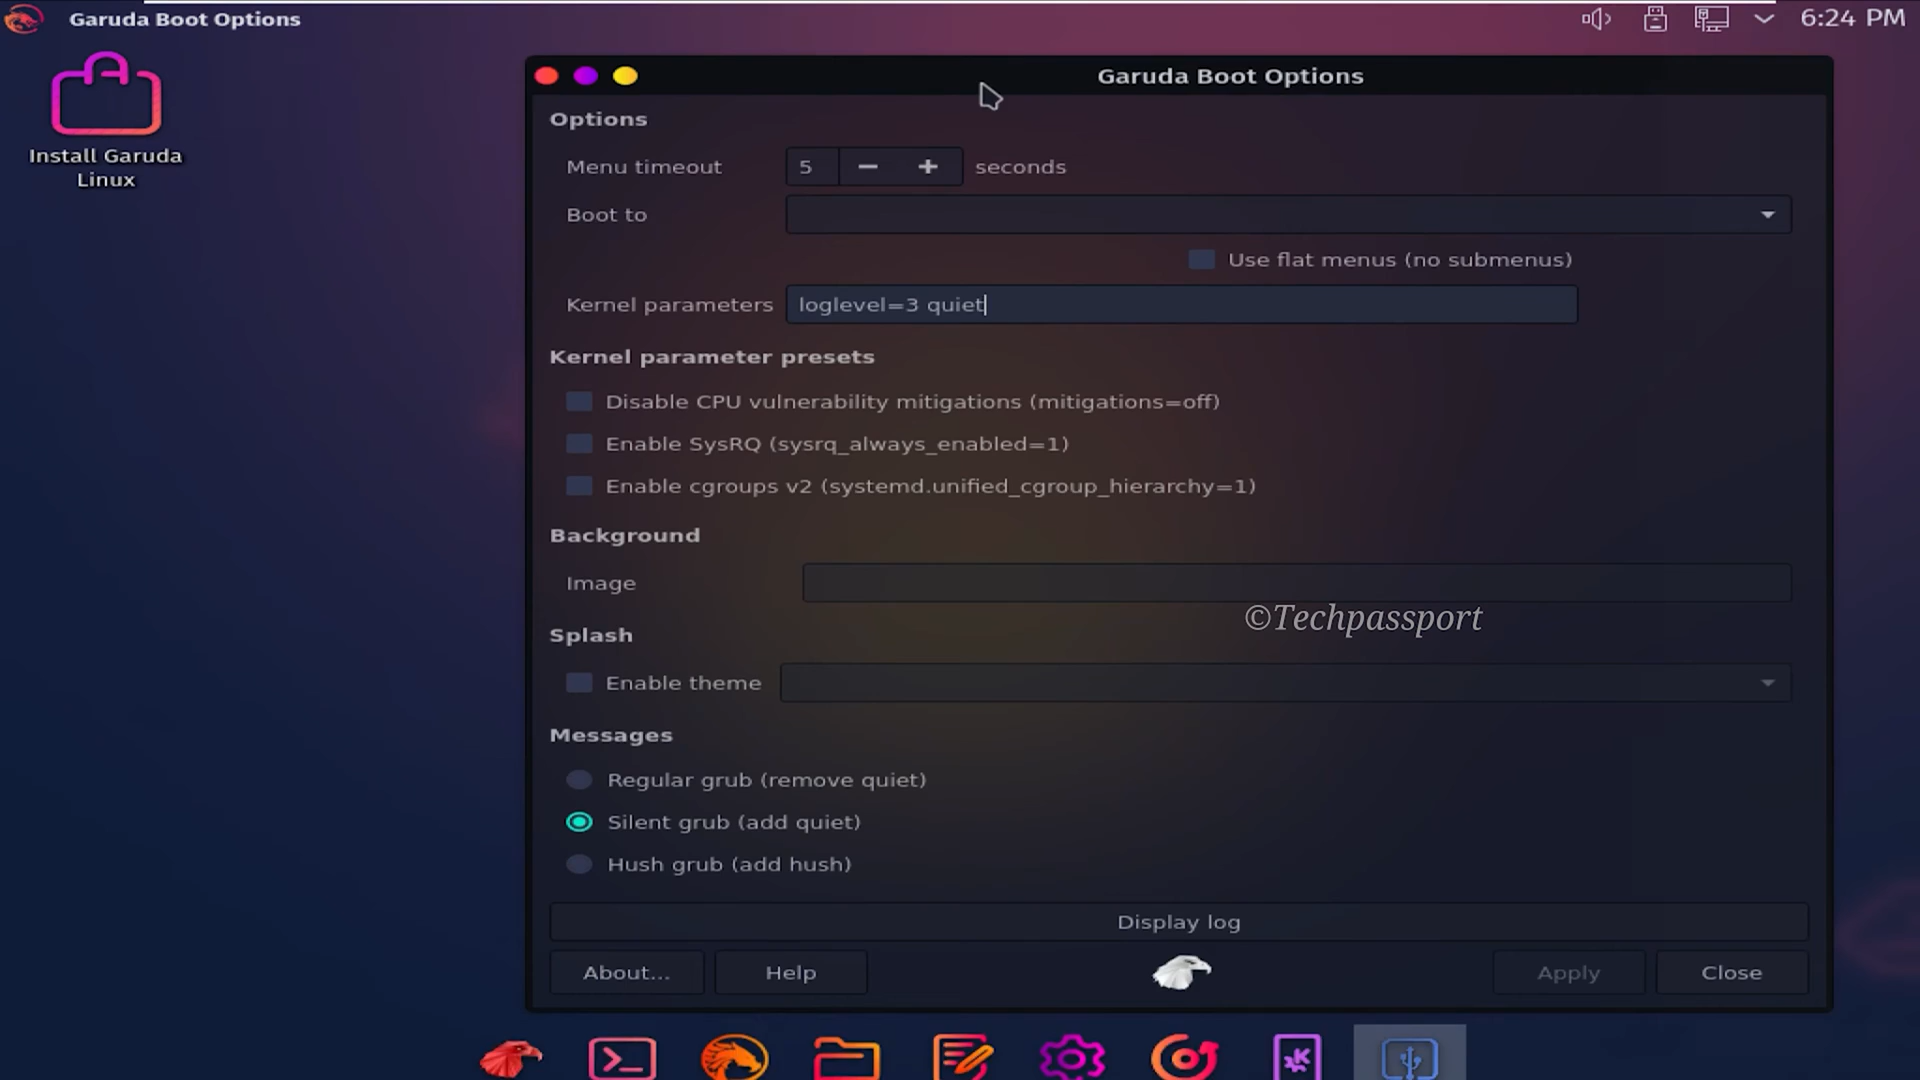 Garuda Boot Options
6:24 PM
Install Garuda
Linux
Garuda Boot Options
Options
Menu timeout 5 − + seconds
Boot to
Use flat menus (no submenus)
Kernel parameters loglevel=3 quiet
Kernel parameter presets
Disable CPU vulnerability mitigations (mitigations=off)
Enable SysRQ (sysrq_always_enabled=1)
Enable cgroups v2 (systemd.unified_cgroup_hierarchy=1)
Background
Image
©Techpassport
Splash
Enable theme
Messages
Regular grub (remove quiet)
Silent grub (add quiet)
Hush grub (add hush)
Display log
About... Help Apply Close